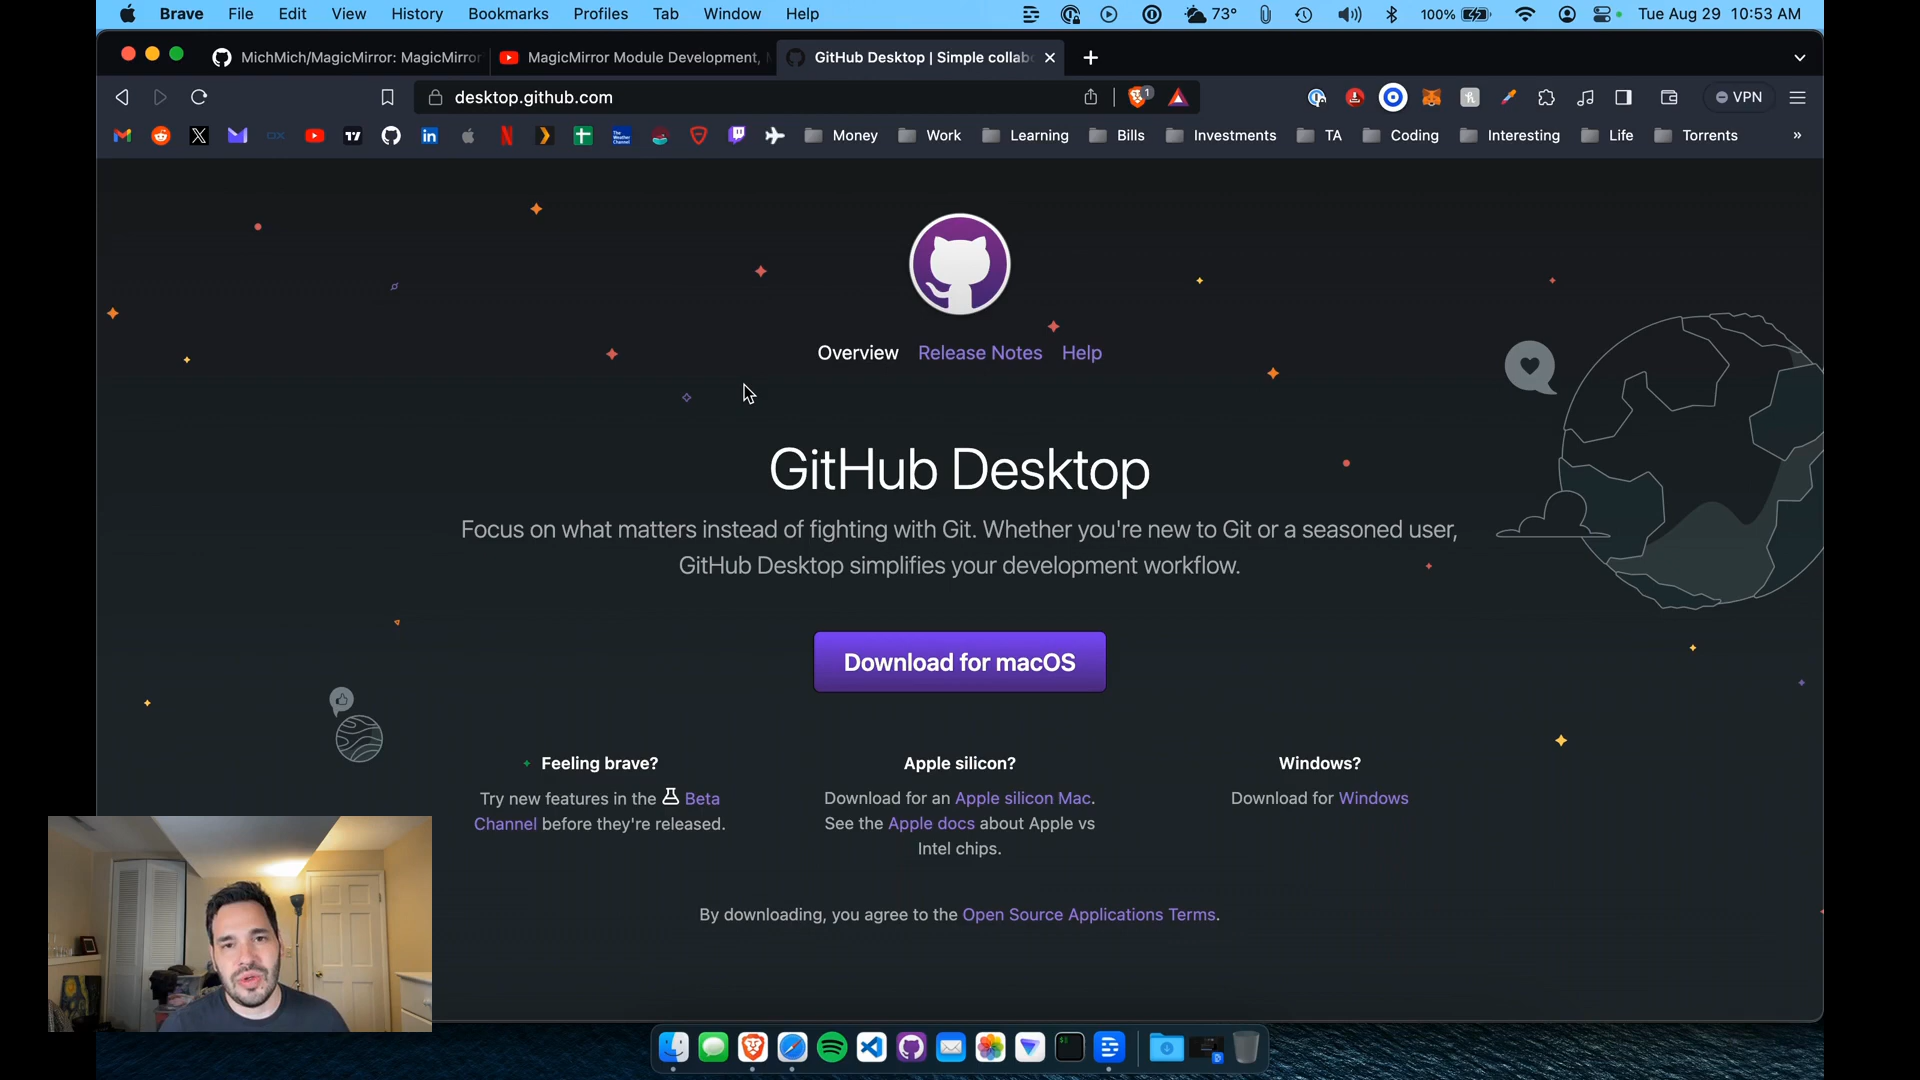 Brave File Edit View History Bookmarks Profiles Tab Window Help 73° 100% Tue Aug 29 10:53 AM
MichMich/MagicMirror: MagicMirror MagicMirror Module Development, GitHub Desktop | Simple collab
desktop.github.com 1 VPN
Money Work Learning Bills Investments TA Coding Interesting Life Torrents »
Overview Release Notes Help
GitHub Desktop
Focus on what matters instead of fighting with Git. Whether you're new to Git or a seasoned user,
GitHub Desktop simplifies your development workflow.
Download for macOS
Feeling brave? Apple silicon? Windows?
Try new features in the Beta Download for an Apple silicon Mac. Download for Windows
Channel before they're released. See the Apple docs about Apple vs
Intel chips.
By downloading, you agree to the Open Source Applications Terms.